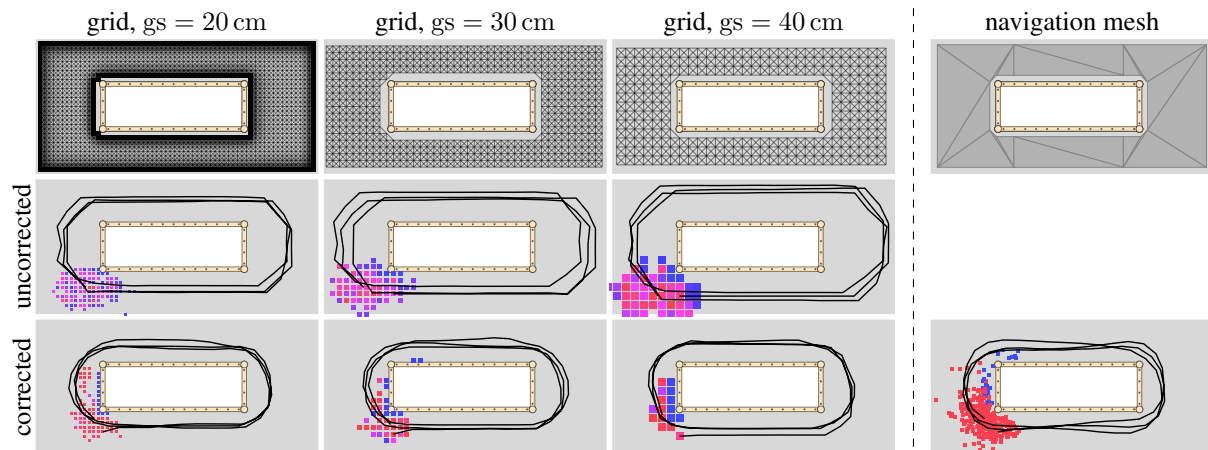 grid, gs = 20 cm grid, gs = 30 cm grid, gs = 40 cm navigation mesh
uncorrected
corrected